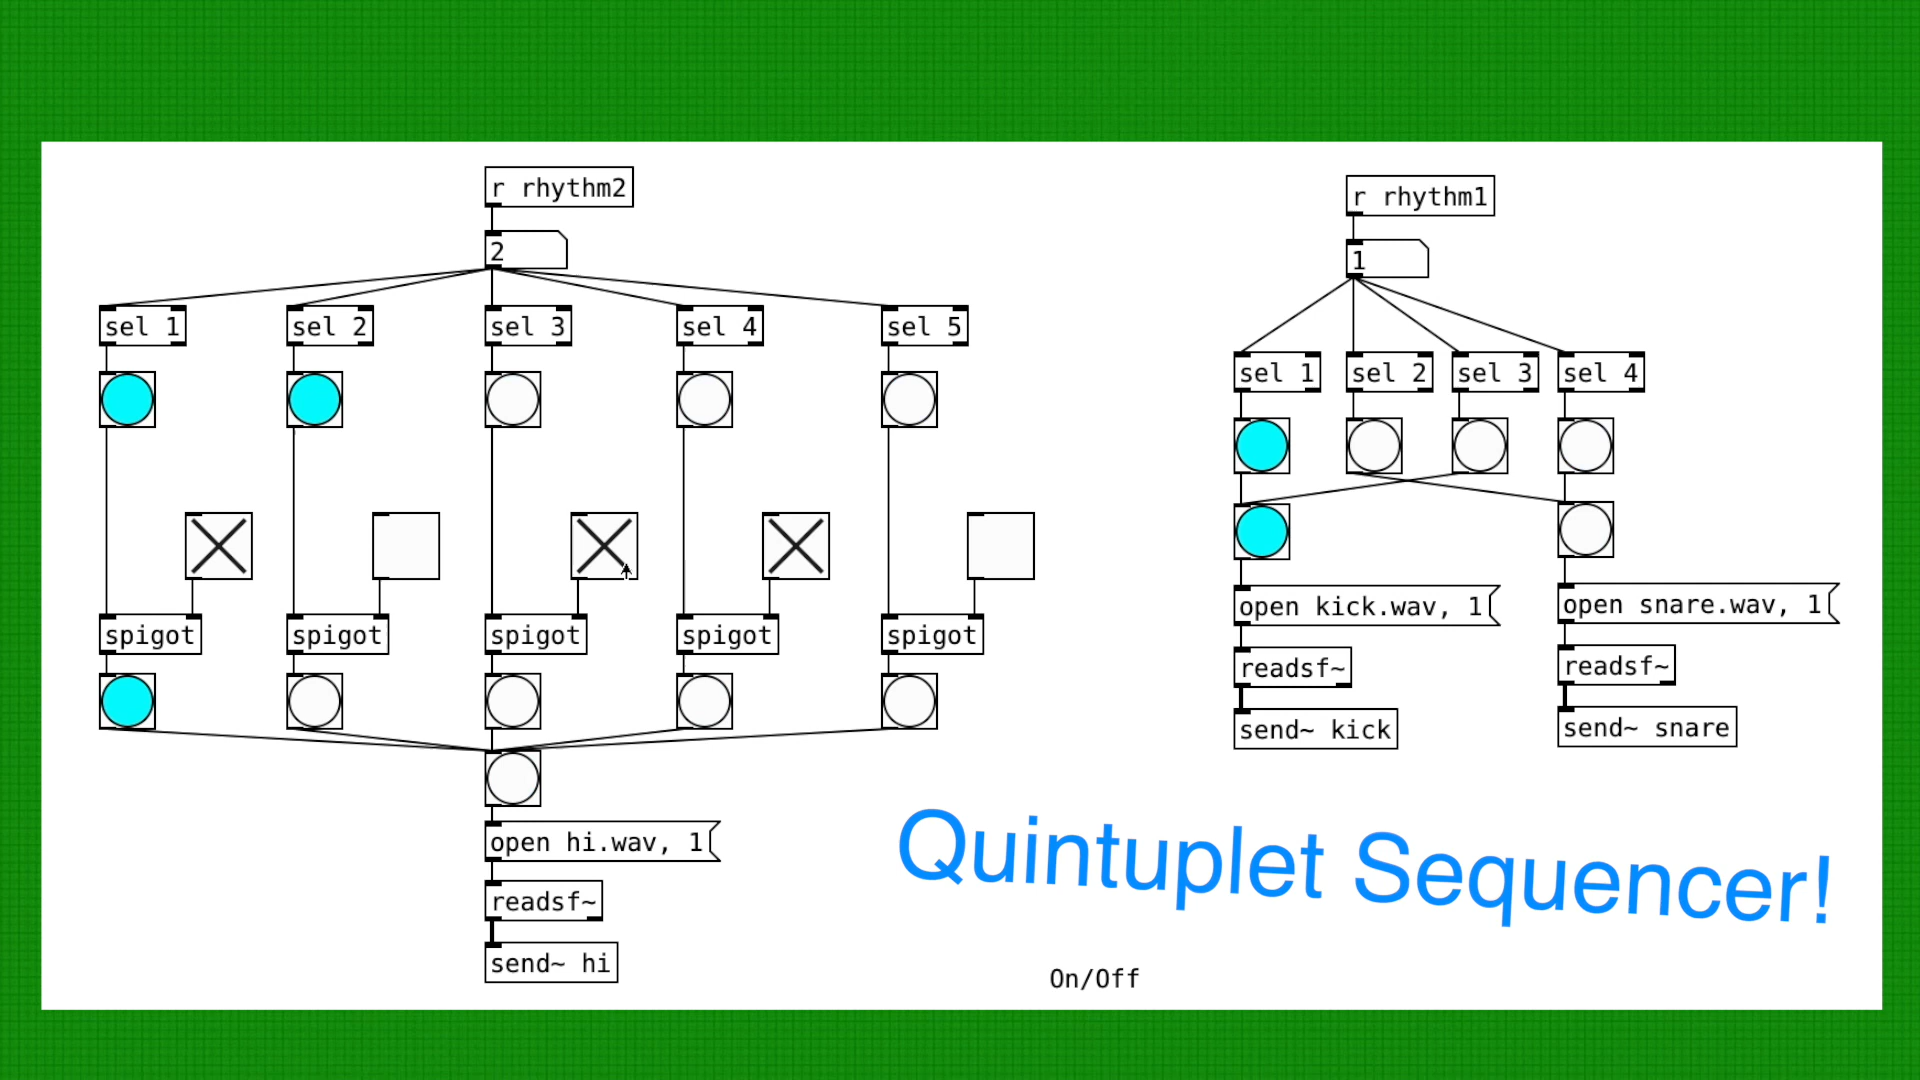 r rhythm2
2
sel 1
sel 2
sel 3
sel 4
sel 5
spigot
spigot
spigot
spigot
spigot
open hi.wav, 1
readsf~
send~ hi
r rhythm1
1
sel 1
sel 2
sel 3
sel 4
open kick.wav, 1
open snare.wav, 1
readsf~
readsf~
send~ kick
send~ snare
Quintuplet Sequencer!
On/Off